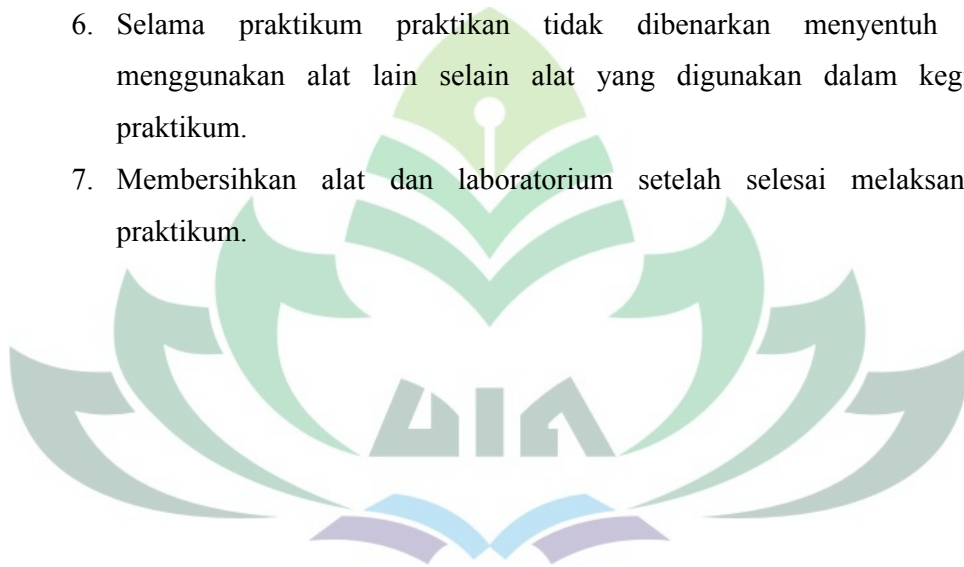 6. Selama praktikum praktikan tidak dibenarkan menyentuh
menggunakan alat lain selain alat yang digunakan dalam keg
praktikum.
7. Membersihkan alat dan laboratorium setelah selesai melaksan
praktikum.
UIN